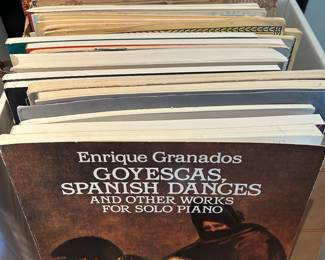 Enrique Granados
GOYESCAS,
SPANISH DANCES
AND OTHER WORKS
FOR SOLO PIANO